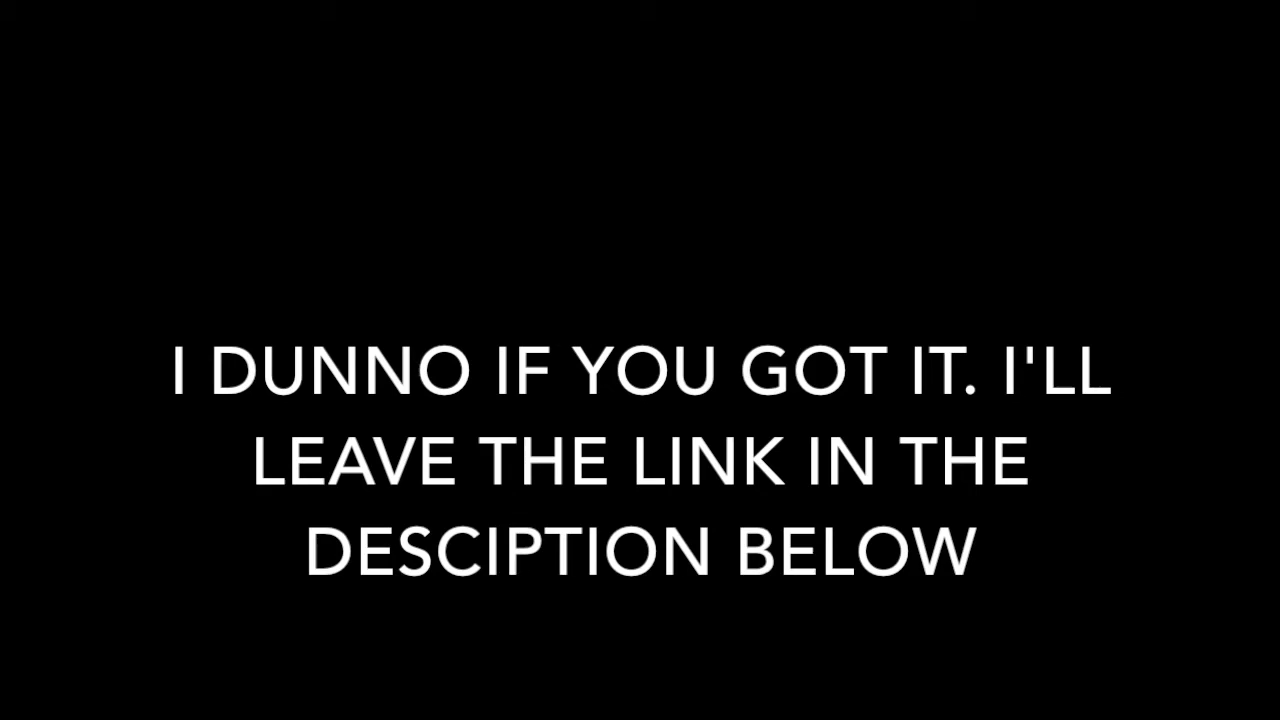 I DUNNO IF YOU GOT IT. I'LL
LEAVE THE LINK IN THE
DESCIPTION BELOW